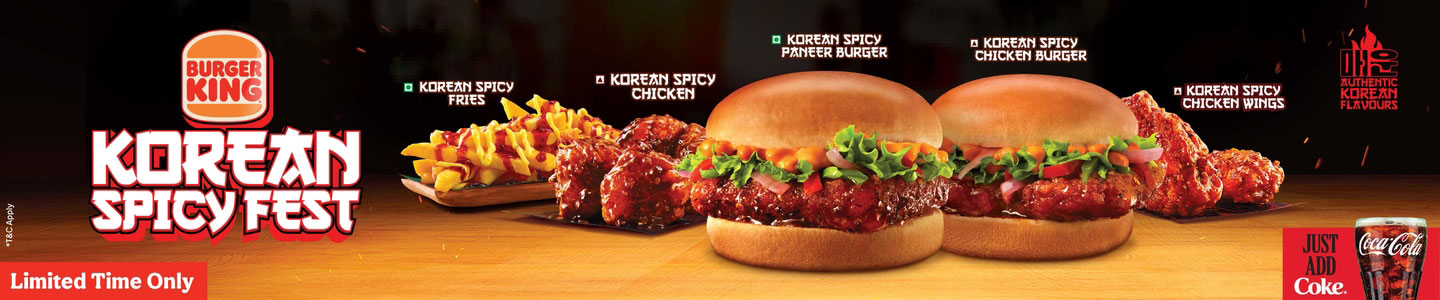 BURGER
KING
KOREAN
SPICY FEST
*T&C Apply
Limited Time Only
KOREAN SPICY
FRIES
KOREAN SPICY
CHICKEN
KOREAN SPICY
PANEER BURGER
KOREAN SPICY
CHICKEN BURGER
KOREAN SPICY
CHICKEN WINGS
AUTHENTIC
KOREAN
FLAVOURS
JUST
ADD
Coke®
Coca-Cola